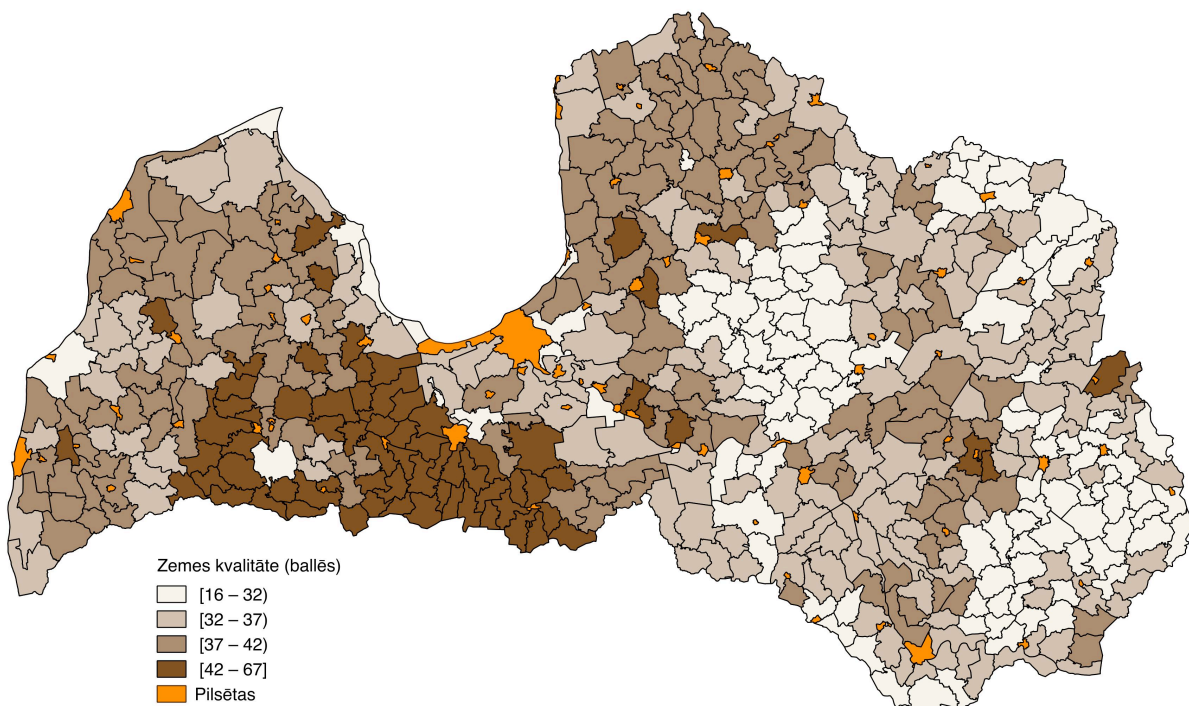 Zemes kvalitāte (ballēs)
[16 – 32)
[32 – 37)
[37 – 42)
[42 – 67]
Pilsētas